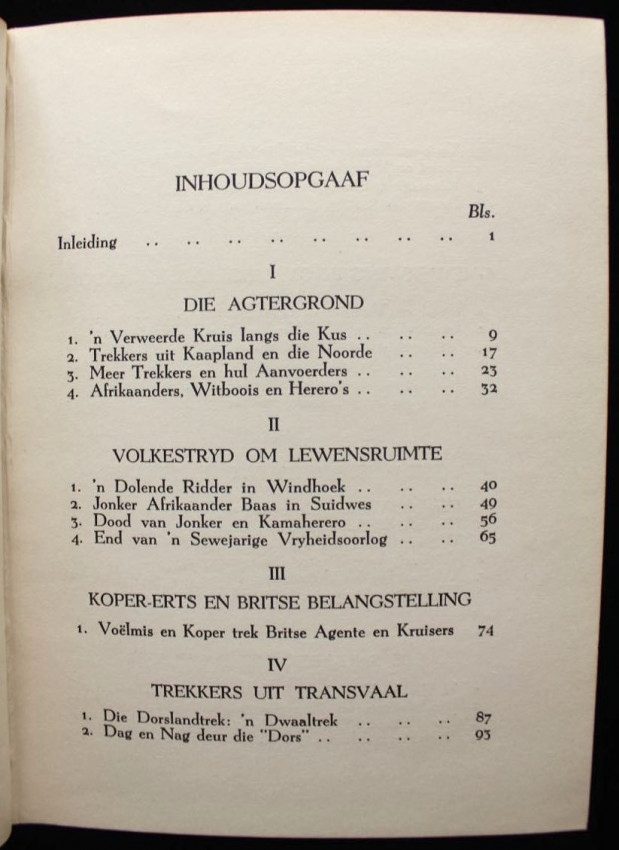 INHOUDSOPGAAF
Bls.
Inleiding .. .. .. .. .. .. .. .. 1
I
DIE AGTERGROND
1. 'n Verweerde Kruis langs die Kus .. .. .. 9
2. Trekkers uit Kaapland en die Noorde .. .. 17
3. Meer Trekkers en hul Aanvoerders .. .. .. 23
4. Afrikaanders, Witboois en Herero's .. .. .. 32
II
VOLKESTRYD OM LEWENSRUIMTE
1. 'n Dolende Ridder in Windhoek .. .. .. 40
2. Jonker Afrikaander Baas in Suidwes .. .. 49
3. Dood van Jonker en Kamaherero .. .. .. 56
4. End van 'n Sewejarige Vryheidsoorlog .. .. 65
III
KOPER-ERTS EN BRITSE BELANGSTELLING
1. Voëlmis en Koper trek Britse Agente en Kruisers 74
IV
TREKKERS UIT TRANSVAAL
1. Die Dorslandtrek: 'n Dwaaltrek .. .. .. 87
2. Dag en Nag deur die "Dors" .. .. .. .. 93